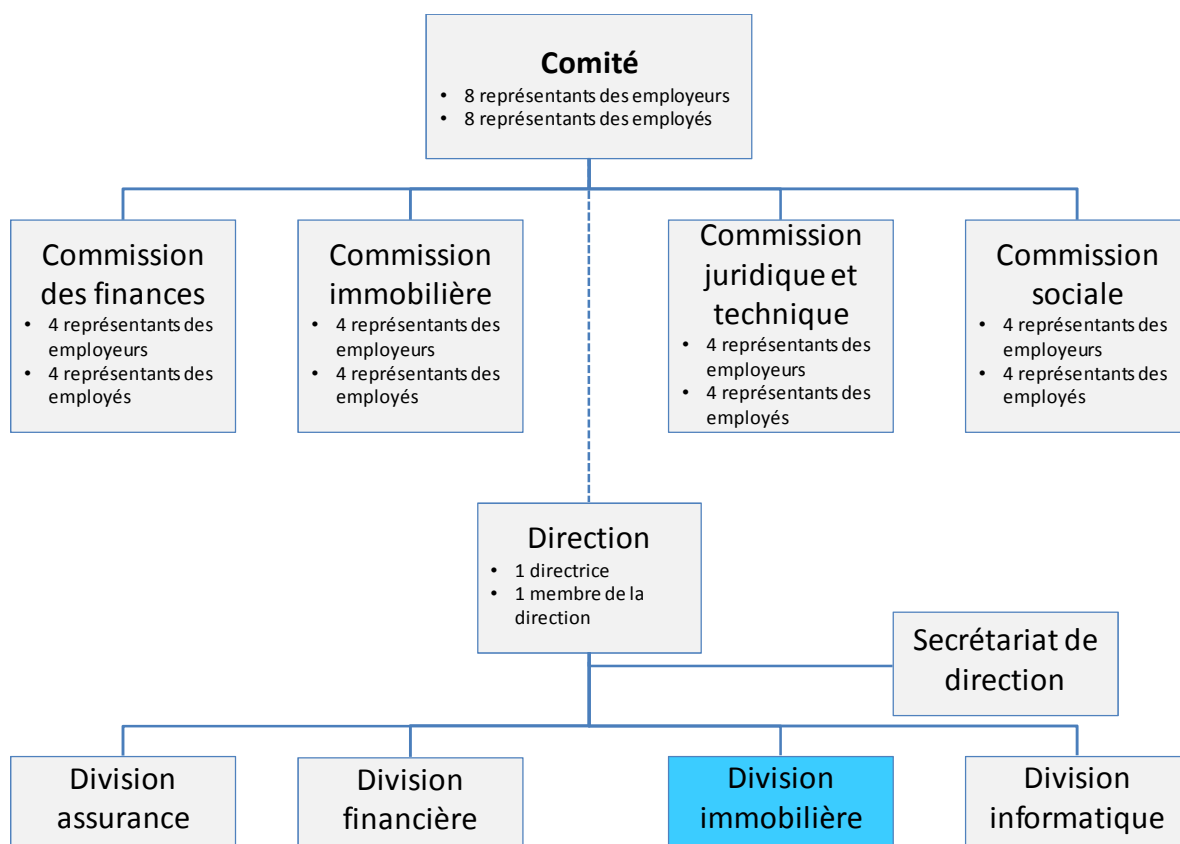 Comité
• 8 représentants des employeurs
• 8 représentants des employés
Commission
des finances
• 4 représentants des
employeurs
• 4 représentants des
employés
Commission
immobilière
• 4 représentants des
employeurs
• 4 représentants des
employés
Commission
juridique et
technique
• 4 représentants des
employeurs
• 4 représentants des
employés
Commission
sociale
• 4 représentants des
employeurs
• 4 représentants des
employés
Direction
• 1 directrice
• 1 membre de la
direction
Secrétariat de
direction
Division
assurance
Division
financière
Division
immobilière
Division
informatique